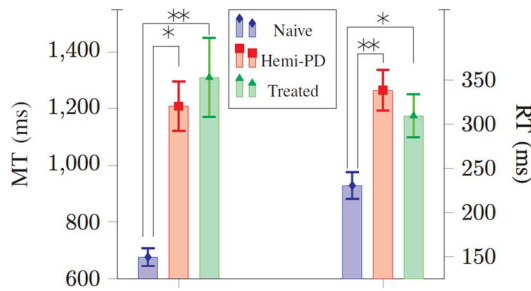 **
*
*
**
Naive
Hemi-PD
Treated
MT (ms)
1,400
1,200
1,000
800
600
RT (ms)
350
300
250
200
150